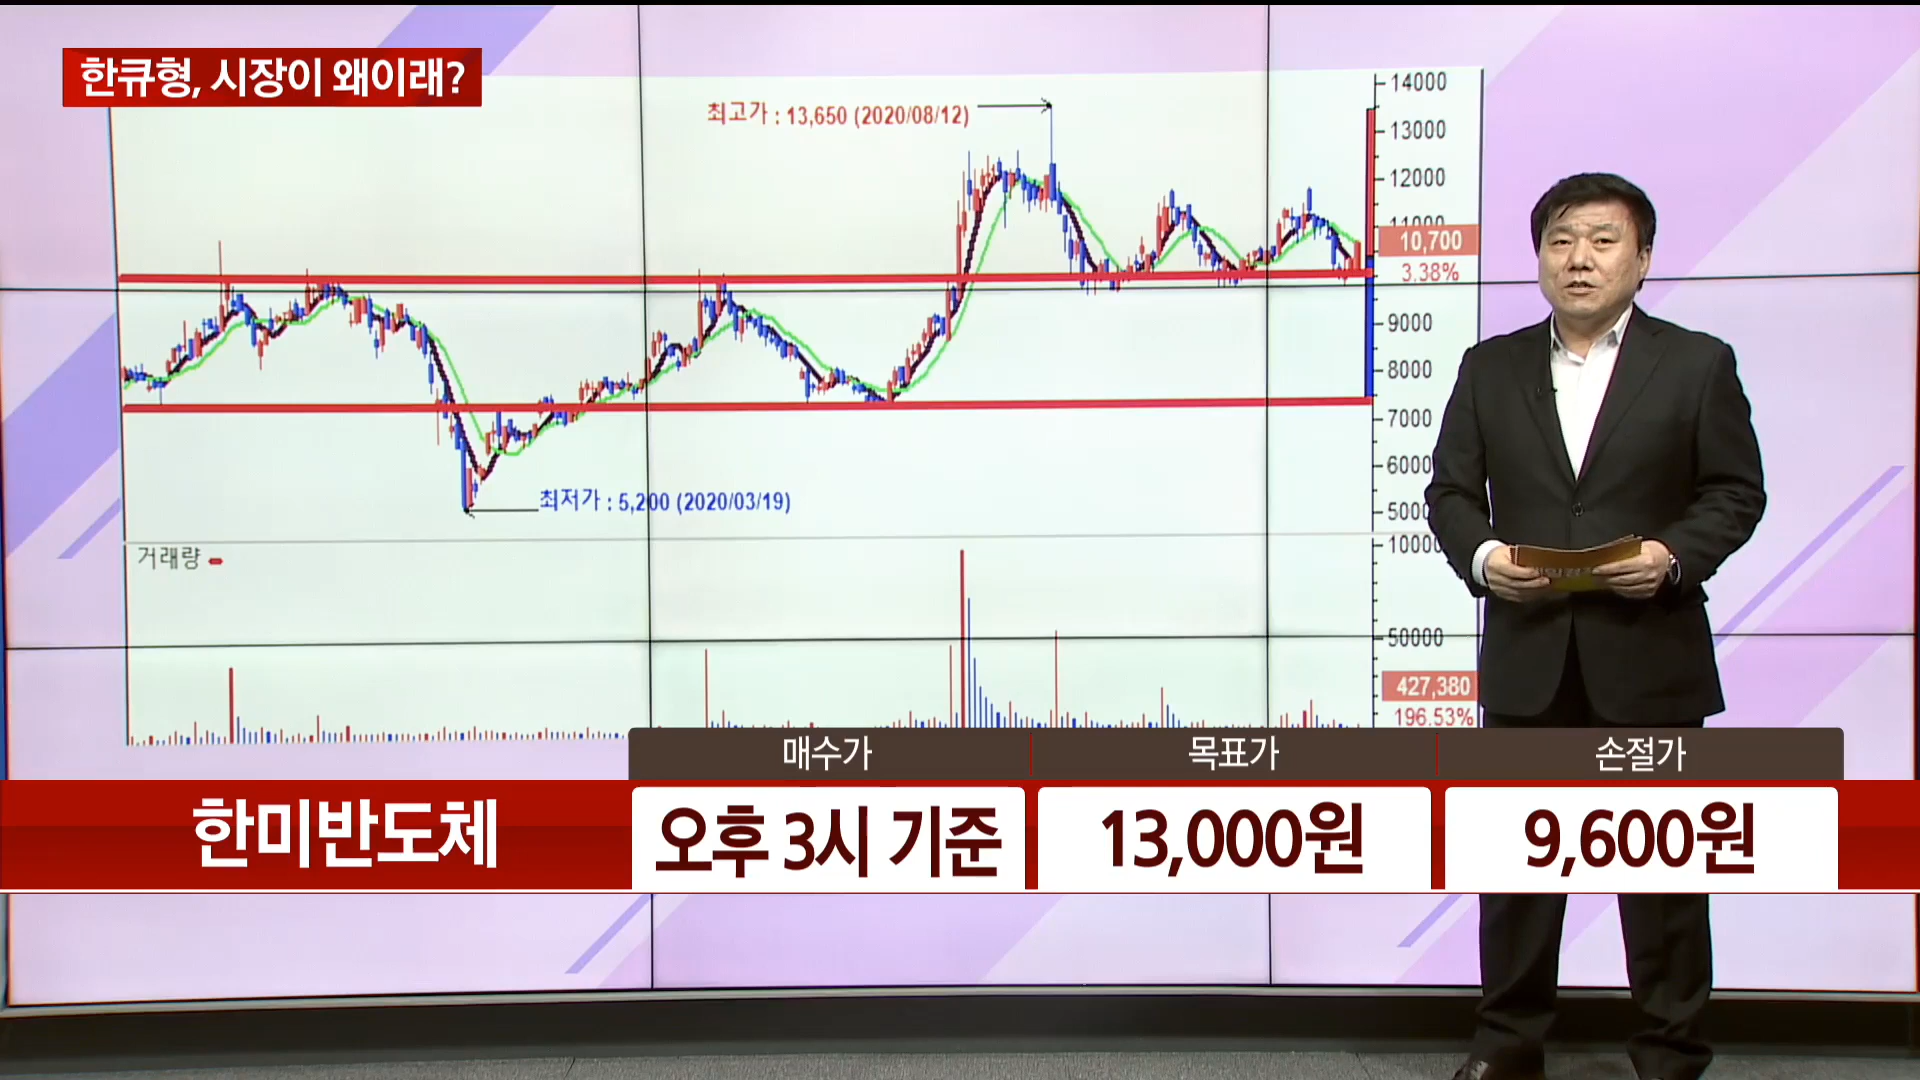 한큐형, 시장이 왜이래?
최고가 : 13,650 (2020/08/12)
14000
13000
12000
11000
10,700
3.38%
9000
8000
7000
6000
5000
최저가 : 5,200 (2020/03/19)
거래량
10000
50000
427,380
196.53%
매수가 목표가 손절가
한미반도체 오후 3시 기준 13,000원 9,600원